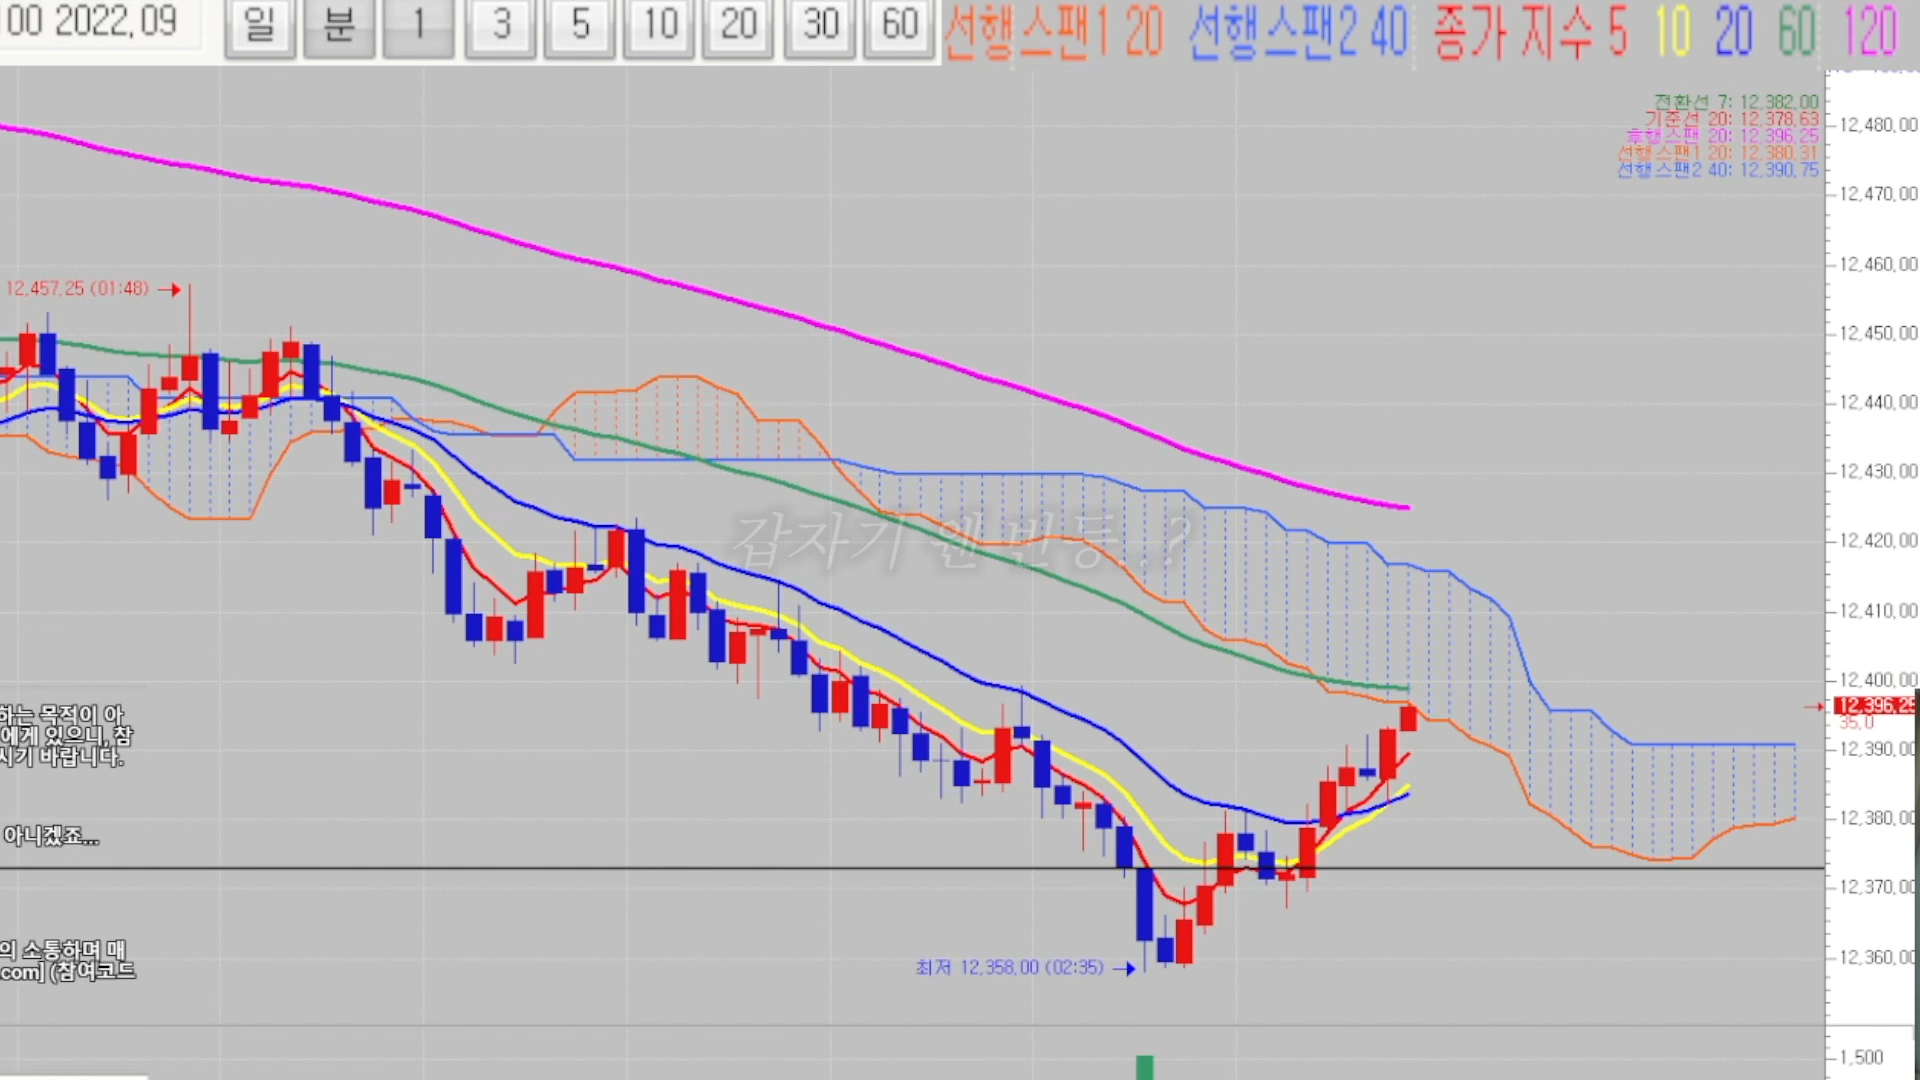 100 2022,09 일 분 1 3 5 10 20 30 60 선행스팬1 20 선행스팬2 40 종가 지수 5 10 20 60 120
전환선 7: 12,382,00
기준선 20: 12,378,63
후행스팬 20: 12,396,25
선행스팬1 20: 12,380,31
선행스팬2 40: 12,390,75
12,480,00
12,470,00
12,460,00
12,457,25 (01:48)
12,450,00
12,440,00
12,430,00
갑자기 웬 반등..?
12,420,00
12,410,00
12,400,00
12,396,25
35,0
하는 목적이 아
에게 있으니, 참
시기 바랍니다.
12,390,00
12,380,00
아니겠죠...
12,370,00
의 소통하며 매
com] (참여코드
최저 12,358,00 (02:35)
12,360,00
1,500